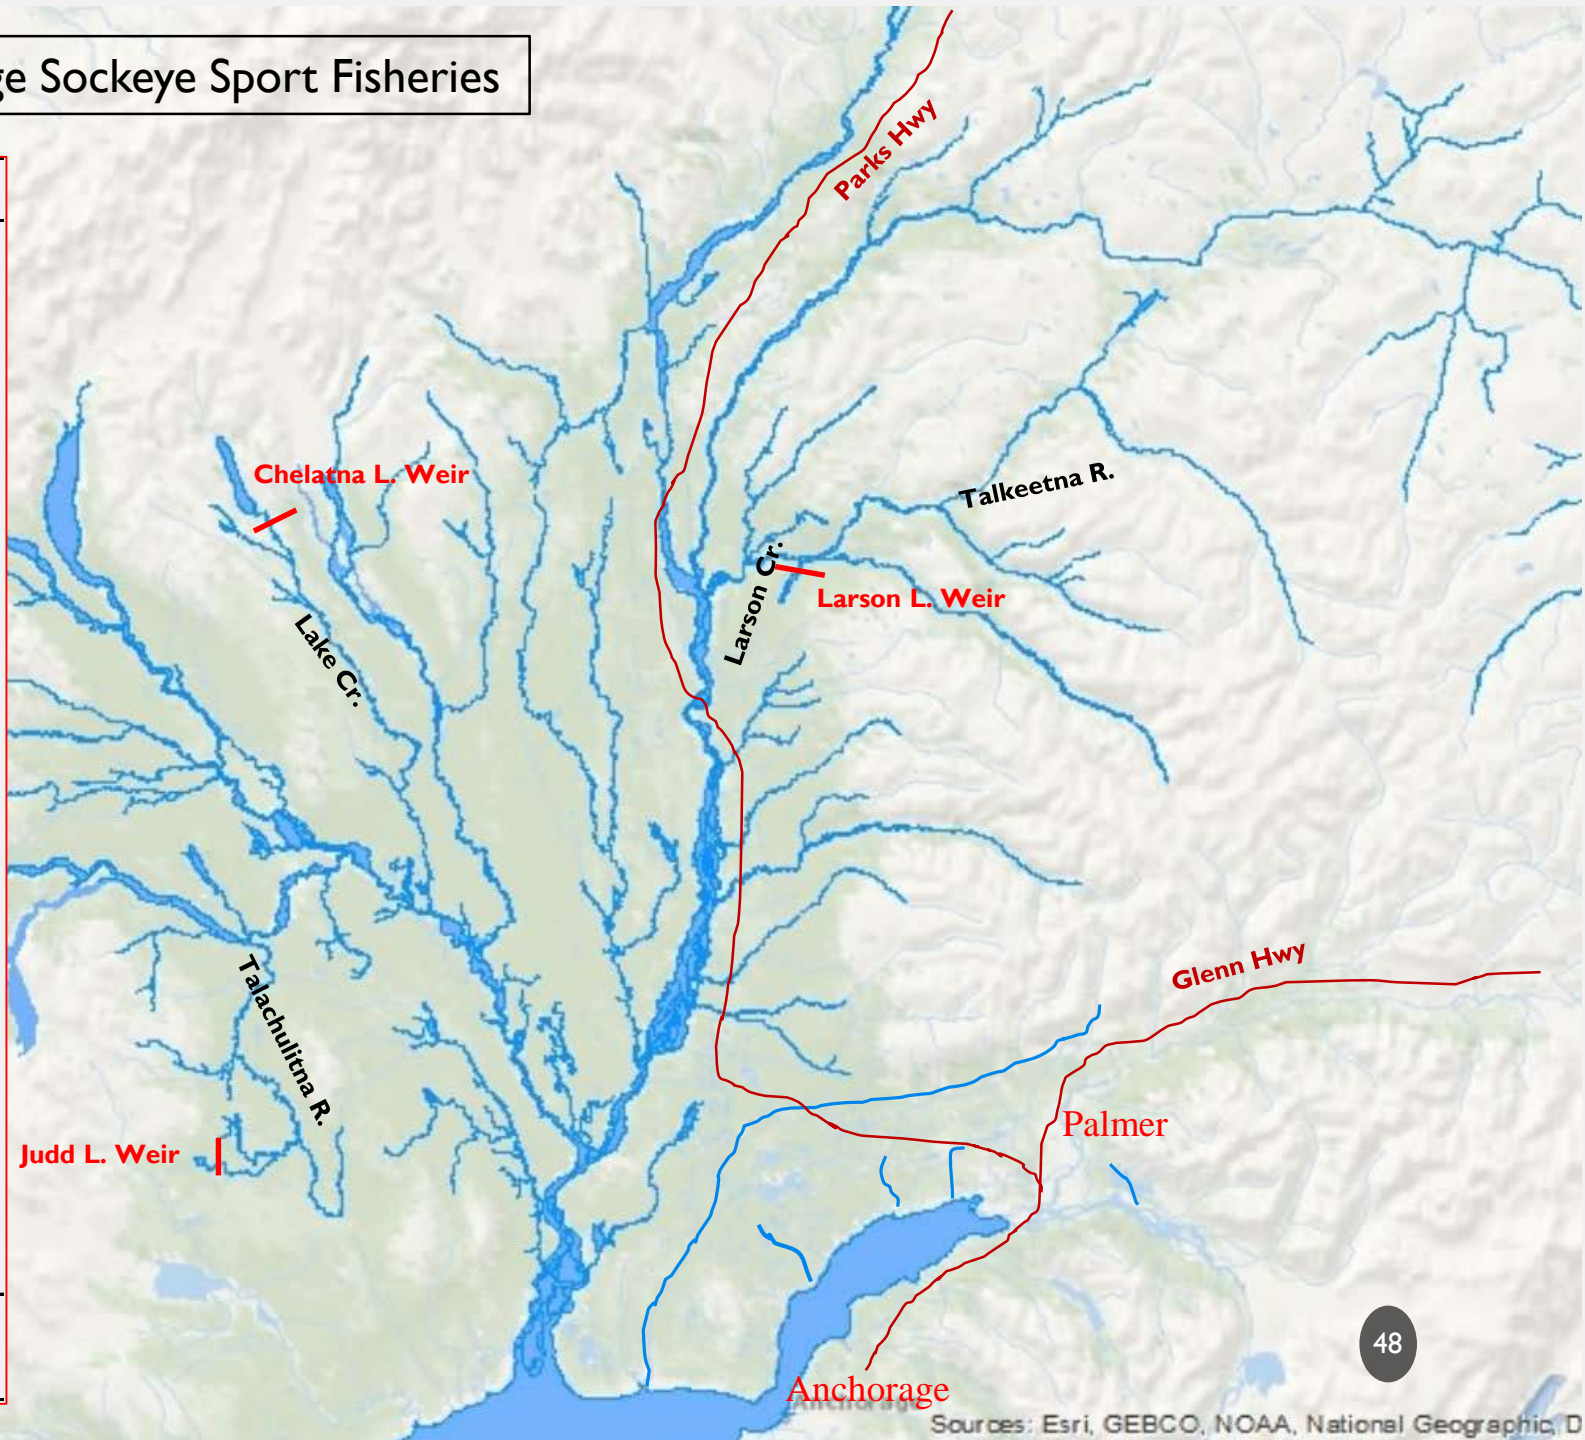 ge Sockeye Sport Fisheries
Parks Hwy
Chelatna L. Weir
Talkeetna R.
Larson Cr.
Larson L. Weir
Lake Cr.
Glenn Hwy
Talachulitna R.
Palmer
Judd L. Weir
48
Anchorage
Anchorage
Sources: Esri, GEBCO, NOAA, National Geographic, D